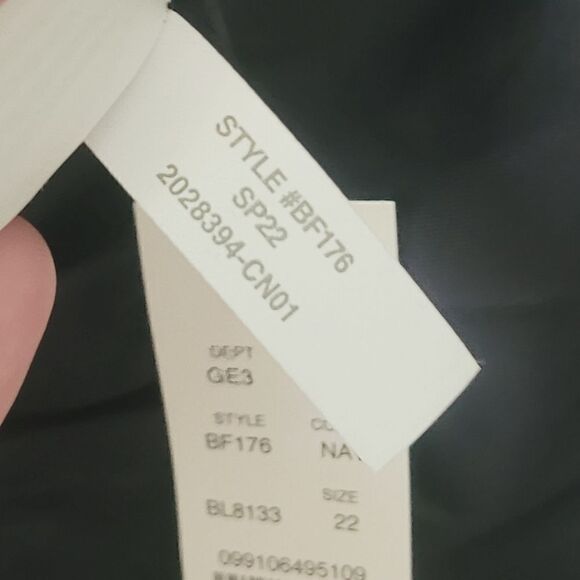 STYLE #BF176
SP22
2028394-CN01
DEPT
GE3
STYLE
BF176
BL8133
SIZE
22
099106495109